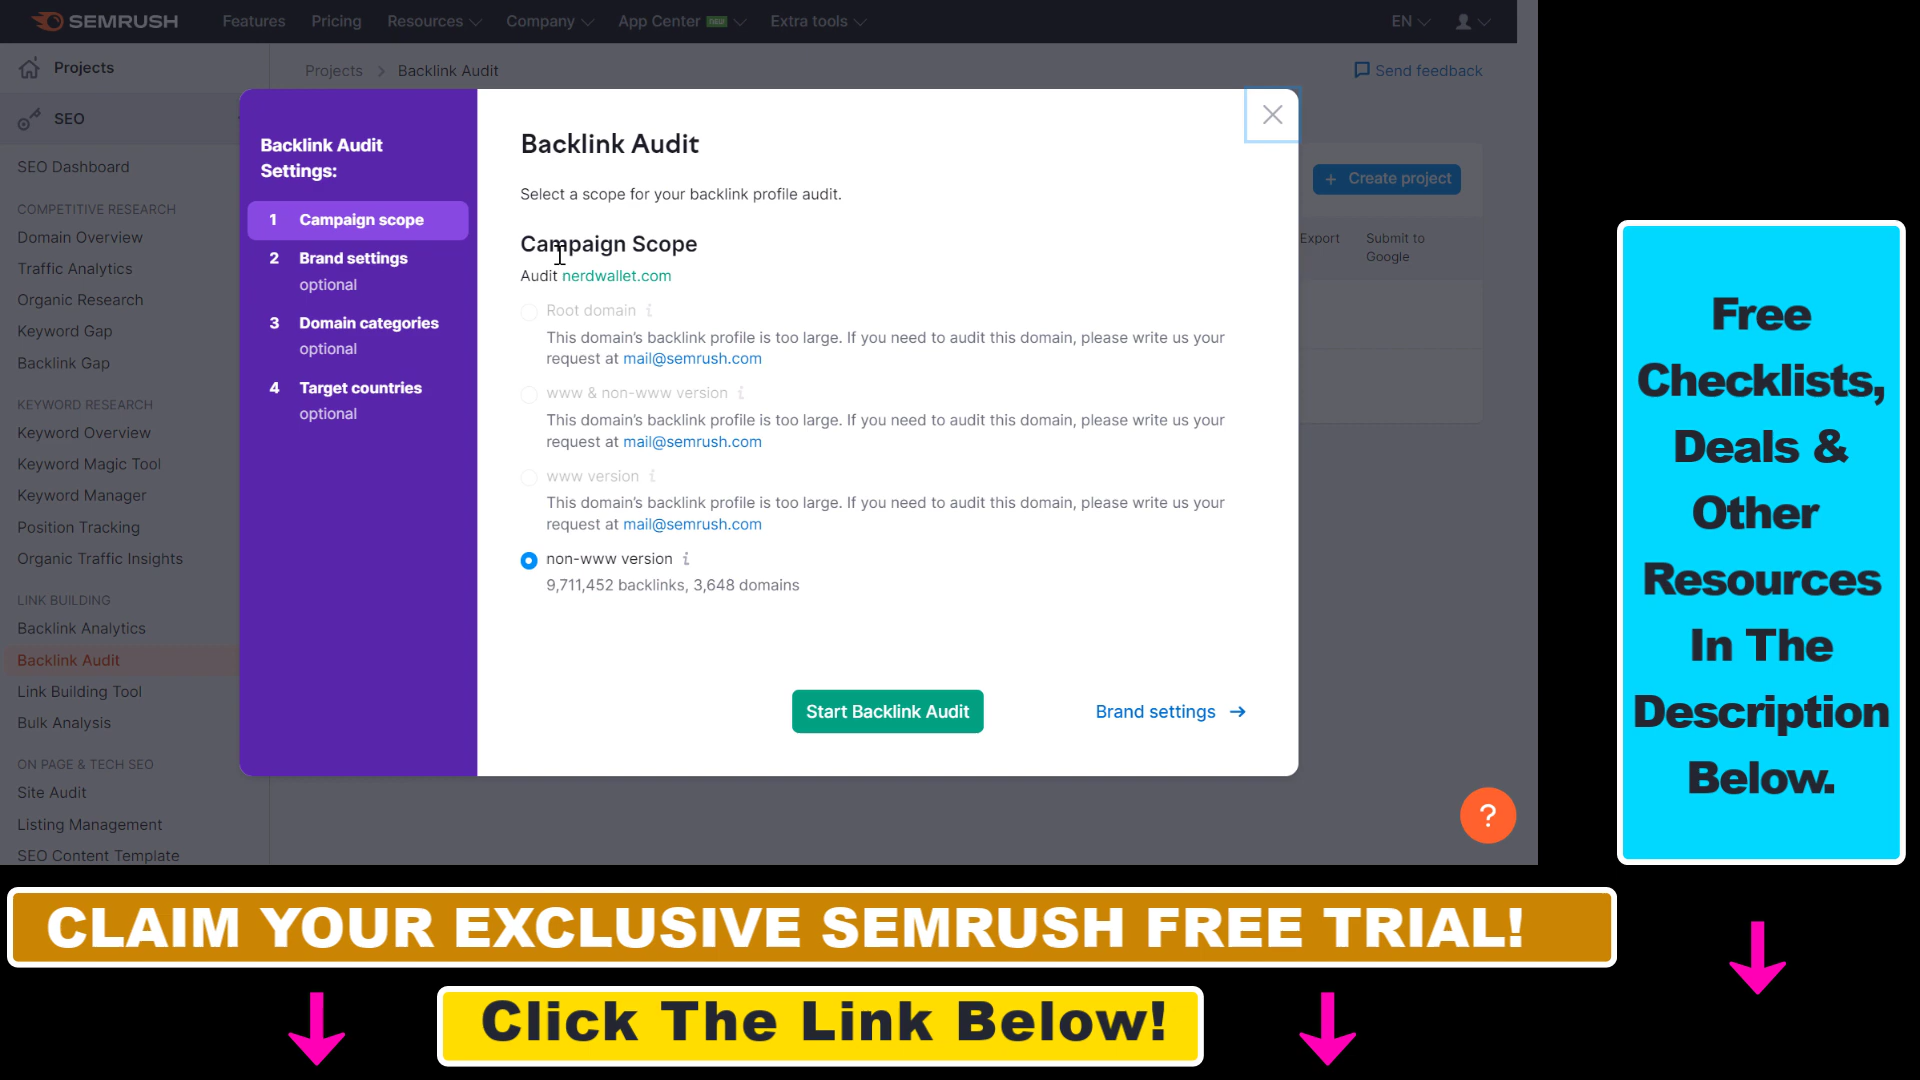 SEMRUSH
Features
Pricing
Resources
Company
App Center new
Extra tools
EN
Projects
Projects > Backlink Audit
Send feedback
SEO
SEO Dashboard
COMPETITIVE RESEARCH
Domain Overview
Traffic Analytics
Organic Research
Keyword Gap
Backlink Gap
KEYWORD RESEARCH
Keyword Overview
Keyword Magic Tool
Keyword Manager
Position Tracking
Organic Traffic Insights
LINK BUILDING
Backlink Analytics
Backlink Audit
Link Building Tool
Bulk Analysis
ON PAGE & TECH SEO
Site Audit
Listing Management
SEO Content Template
Backlink Audit
Settings:
1 Campaign scope
2 Brand settings
optional
3 Domain categories
optional
4 Target countries
optional
Backlink Audit
Select a scope for your backlink profile audit.
Campaign Scope
Audit nerdwallet.com
Root domain i
This domain's backlink profile is too large. If you need to audit this domain, please write us your
request at mail@semrush.com
www & non-www version i
This domain's backlink profile is too large. If you need to audit this domain, please write us your
request at mail@semrush.com
www version i
This domain's backlink profile is too large. If you need to audit this domain, please write us your
request at mail@semrush.com
non-www version i
9,711,452 backlinks, 3,648 domains
Start Backlink Audit
Brand settings →
+ Create project
Export
Submit to
Google
?
Free
Checklists,
Deals &
Other
Resources
In The
Description
Below.
CLAIM YOUR EXCLUSIVE SEMRUSH FREE TRIAL!
Click The Link Below!